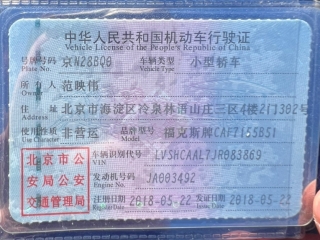 中华人民共和国机动车行驶证
Vehicle License of the People's Republic of China
号牌号码 京N28BQ0 车辆类型 小型轿车
Plate No. Vehicle Type
所有人 范映伟
Owner
住址 北京市海淀区冷泉林语山庄三区4楼2门302号
Address
使用性质 非营运 品牌型号 福克斯牌CAF7165BS1
Use Character Model
北京市公 车辆识别代号 LVSHCAAL7JR083869
VIN
安局公安 发动机号码 JA003492
Engine No.
交通管理局 注册日期 2018-05-22 发证日期 2018-05-22
Register Date Issue Date